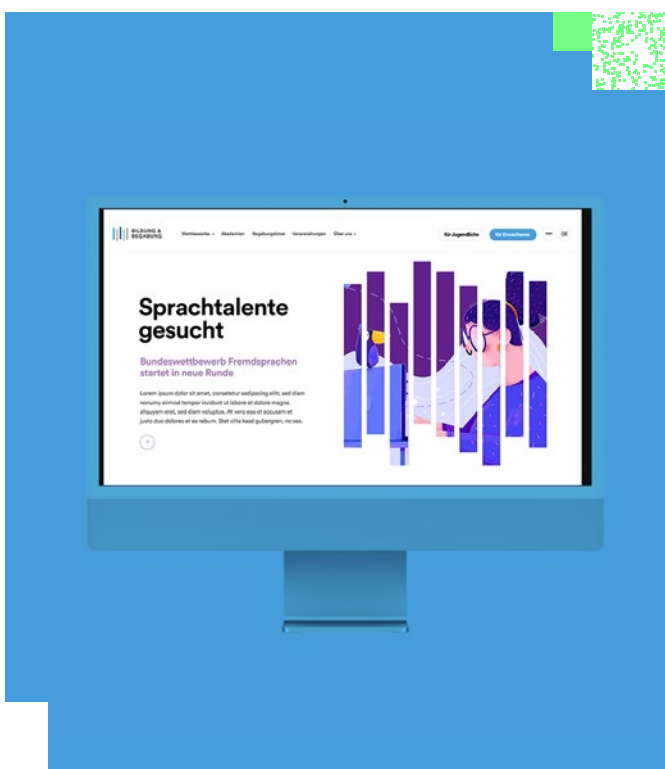 BILDUNG &
BEGABUNG
Wettbewerbe Akademien Begabungslotse Veranstaltungen Über uns
für Jugendliche für Erwachsene DE
Sprachtalente
gesucht
Bundeswettbewerb Fremdsprachen
startet in neue Runde
Lorem ipsum dolor sit amet, consetetur sadipscing elitr, sed diam
nonumy eirmod tempor invidunt ut labore et dolore magna
aliquyam erat, sed diam voluptua. At vero eos et accusam et
justo duo dolores et ea rebum. Stet clita kasd gubergren, no sea.